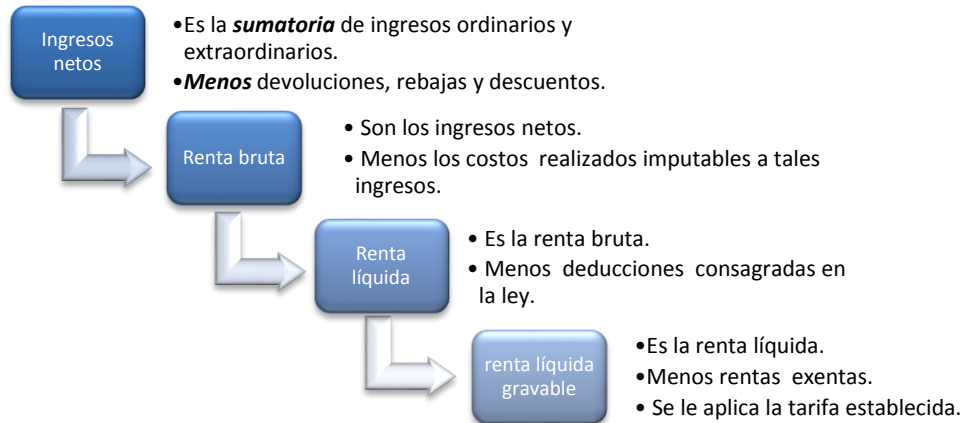 Ingresos
netos
•Es la sumatoria de ingresos ordinarios y
extraordinarios.
•Menos devoluciones, rebajas y descuentos.
Renta bruta
• Son los ingresos netos.
• Menos los costos realizados imputables a tales
ingresos.
Renta
líquida
• Es la renta bruta.
• Menos deducciones consagradas en
la ley.
renta líquida
gravable
•Es la renta líquida.
•Menos rentas exentas.
• Se le aplica la tarifa establecida.